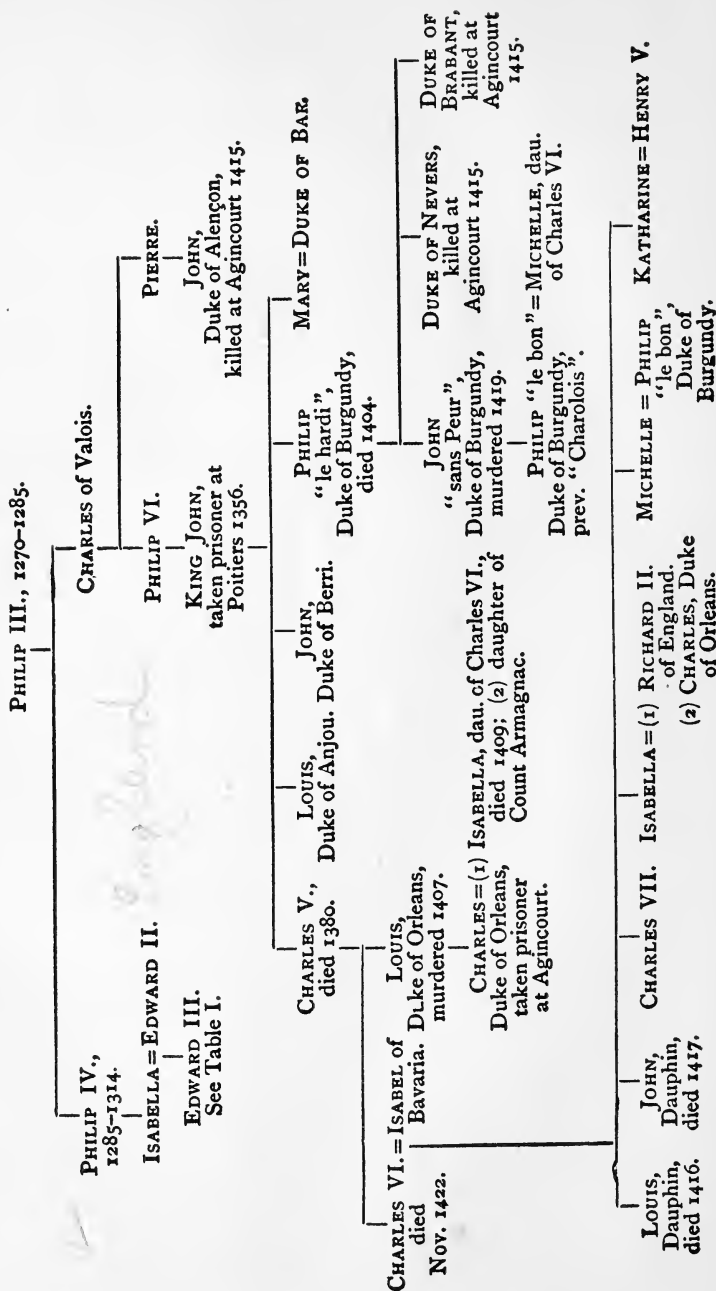 PHILIP III., 1270–1285.
PHILIP IV.,
1285–1314.
CHARLES of Valois.
ISABELLA = EDWARD II.
PHILIP VI.
PIERRE.
EDWARD III.
See Table I.
KING JOHN,
taken prisoner at
Poitiers 1356.
JOHN,
Duke of Alençon,
killed at Agincourt 1415.
England
CHARLES V.,
died 1380.
LOUIS,
Duke of Anjou.
JOHN,
Duke of Berri.
PHILIP
"le hardi",
Duke of Burgundy,
died 1404.
MARY = DUKE OF BAR.
CHARLES VI. = ISABEL of
died
Bavaria.
Nov. 1422.
LOUIS,
Duke of Orleans,
murdered 1407.
JOHN
"sans Peur",
Duke of Burgundy,
murdered 1419.
DUKE OF NEVERS,
killed at
Agincourt 1415.
DUKE OF
BRABANT,
killed at
Agincourt
1415.
CHARLES = (1) ISABELLA, dau. of Charles VI.,
Duke of Orleans,
died 1409; (2) daughter of
taken prisoner
Count Armagnac.
at Agincourt.
PHILIP "le bon" = MICHELLE, dau.
Duke of Burgundy,
of Charles VI.
prev. "Charolois".
LOUIS,
Dauphin,
died 1416.
JOHN,
Dauphin,
died 1417.
CHARLES VII.
ISABELLA = (1) RICHARD II.
of England.
(2) CHARLES, Duke
of Orleans.
MICHELLE = PHILIP
"le bon",
Duke of
Burgundy.
KATHARINE = HENRY V.